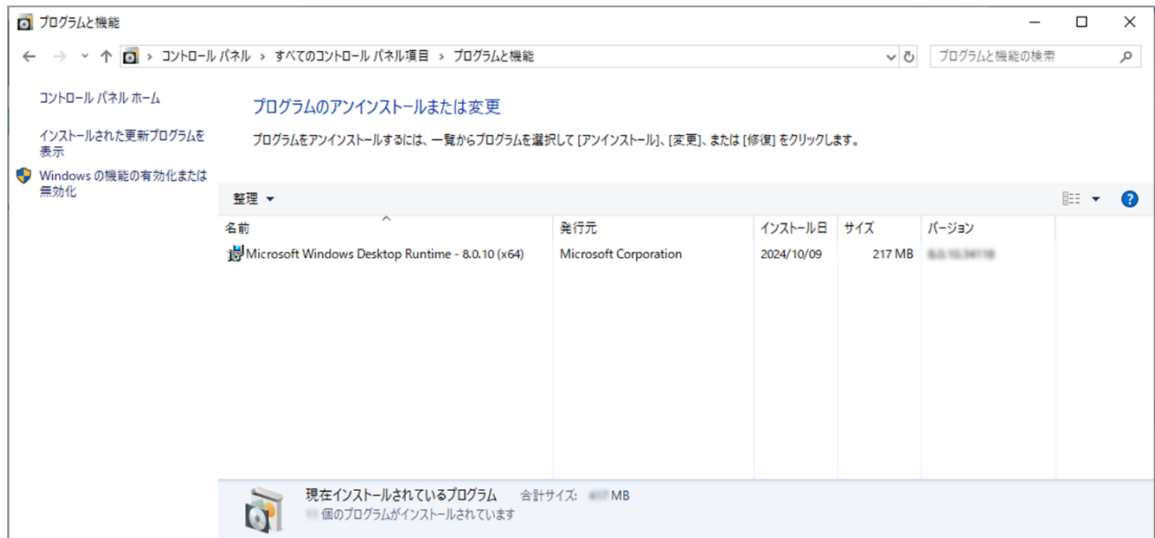 プログラムと機能
コントロール パネル › すべてのコントロール パネル項目 › プログラムと機能
プログラムと機能の検索
コントロール パネル ホーム
インストールされた更新プログラムを
表示
Windows の機能の有効化または
無効化
プログラムのアンインストールまたは変更
プログラムをアンインストールするには、一覧からプログラムを選択して [アンインストール]、[変更]、または [修復] をクリックします。
整理
名前 発行元 インストール日 サイズ バージョン
Microsoft Windows Desktop Runtime - 8.0.10 (x64) Microsoft Corporation 2024/10/09 217 MB
現在インストールされているプログラム 合計サイズ: MB
個のプログラムがインストールされています